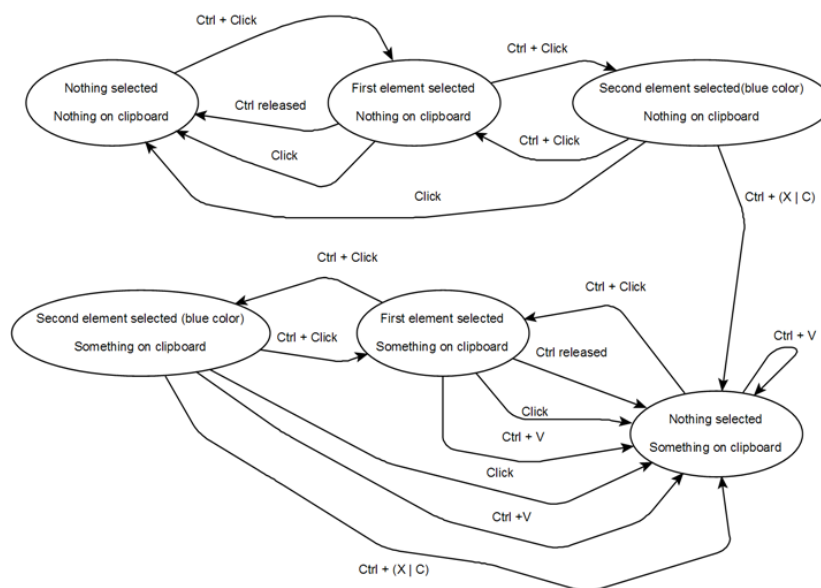 Ctrl + Click
Ctrl + Click
Nothing selected
Nothing on clipboard
First element selected
Nothing on clipboard
Second element selected(blue color)
Nothing on clipboard
Ctrl released
Ctrl + Click
Click
Click
Ctrl + (X | C)
Ctrl + Click
Ctrl + Click
Second element selected (blue color)
Something on clipboard
First element selected
Something on clipboard
Ctrl + Click
Ctrl released
Ctrl + V
Click
Nothing selected
Something on clipboard
Ctrl + V
Click
Ctrl +V
Ctrl + (X | C)